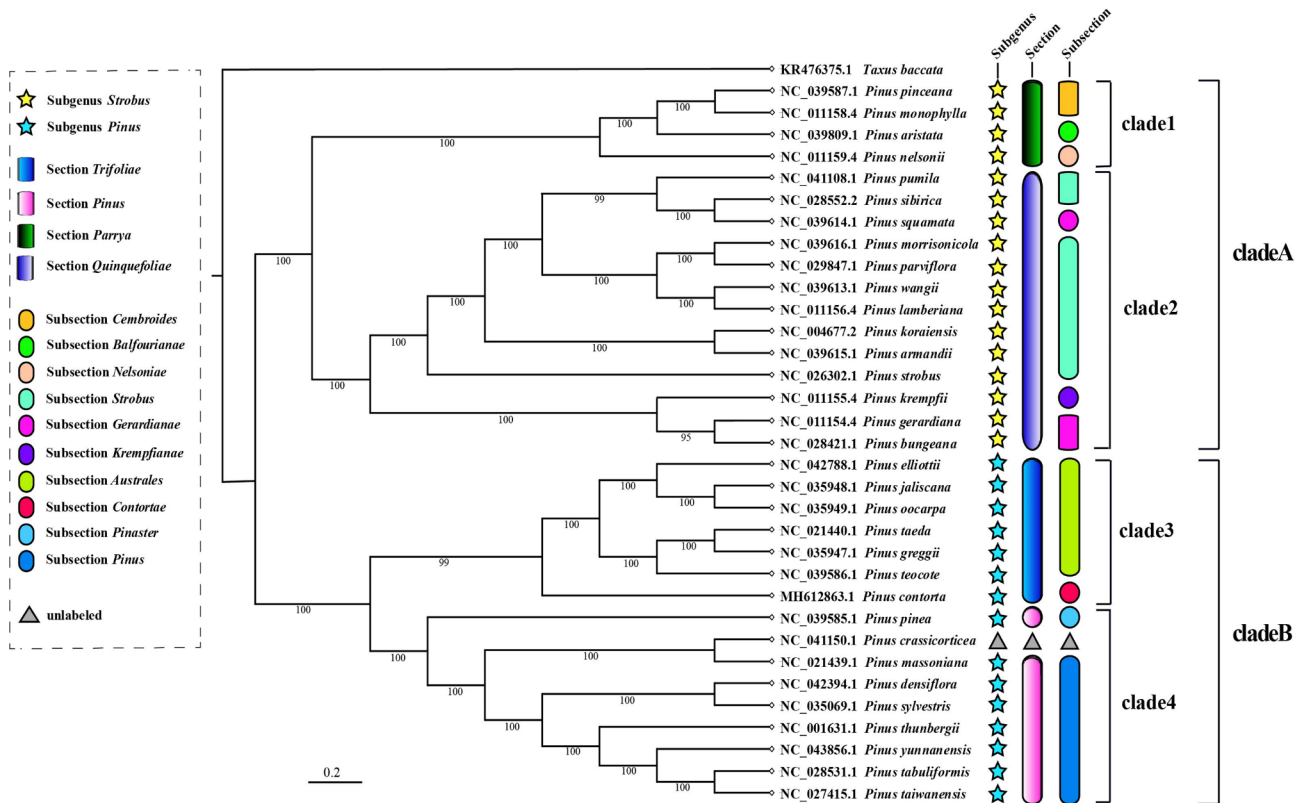 Subgenus
Section
Subsection
Subgenus Strobus
Subgenus Pinus
Section Trifoliae
Section Pinus
Section Parrya
Section Quinquefoliae
Subsection Cembroides
Subsection Balfourianae
Subsection Nelsoniae
Subsection Strobus
Subsection Gerardianae
Subsection Krempfianae
Subsection Australes
Subsection Contortae
Subsection Pinaster
Subsection Pinus
unlabeled
KR476375.1 Taxus baccata
NC_039587.1 Pinus pinceana
100
NC_011158.4 Pinus monophylla
100
NC_039809.1 Pinus aristata
100
NC_011159.4 Pinus nelsonii
clade1
NC_041108.1 Pinus pumila
99
NC_028552.2 Pinus sibirica
100
NC_039614.1 Pinus squamata
100
NC_039616.1 Pinus morrisonicola
100
NC_029847.1 Pinus parviflora
100
NC_039613.1 Pinus wangii
100
100
NC_011156.4 Pinus lamberiana
100
NC_004677.2 Pinus koraiensis
100
NC_039615.1 Pinus armandii
100
NC_026302.1 Pinus strobus
100
NC_011155.4 Pinus krempfii
100
NC_011154.4 Pinus gerardiana
95
NC_028421.1 Pinus bungeana
clade2
cladeA
NC_042788.1 Pinus elliottii
100
NC_035948.1 Pinus jaliscana
100
NC_035949.1 Pinus oocarpa
100
NC_021440.1 Pinus taeda
100
NC_035947.1 Pinus greggii
99
100
NC_039586.1 Pinus teocote
MH612863.1 Pinus contorta
clade3
100
NC_039585.1 Pinus pinea
NC_041150.1 Pinus crassicorticea
100
100
NC_021439.1 Pinus massoniana
NC_042394.1 Pinus densiflora
100
100
NC_035069.1 Pinus sylvestris
NC_001631.1 Pinus thunbergii
100
100
NC_043856.1 Pinus yunnanensis
100
NC_028531.1 Pinus tabuliformis
100
NC_027415.1 Pinus taiwanensis
clade4
cladeB
0.2